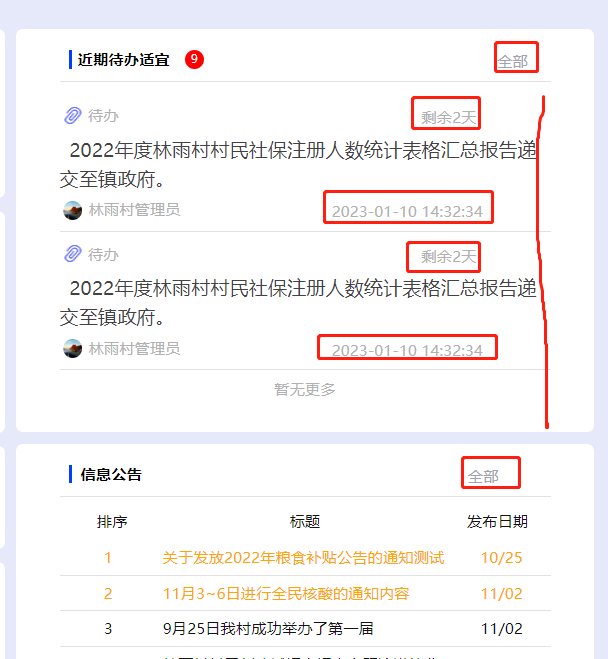 近期待办适宜 9 全部
待办 剩余2天
2022年度林雨村村民社保注册人数统计表格汇总报告递
交至镇政府。
林雨村管理员 2023-01-10 14:32:34
待办 剩余2天
2022年度林雨村村民社保注册人数统计表格汇总报告递
交至镇政府。
林雨村管理员 2023-01-10 14:32:34
暂无更多
信息公告 全部
排序 标题 发布日期
1 关于发放2022年粮食补贴公告的通知测试 10/25
2 11月3~6日进行全民核酸的通知内容 11/02
3 9月25日我村成功举办了第一届 11/02